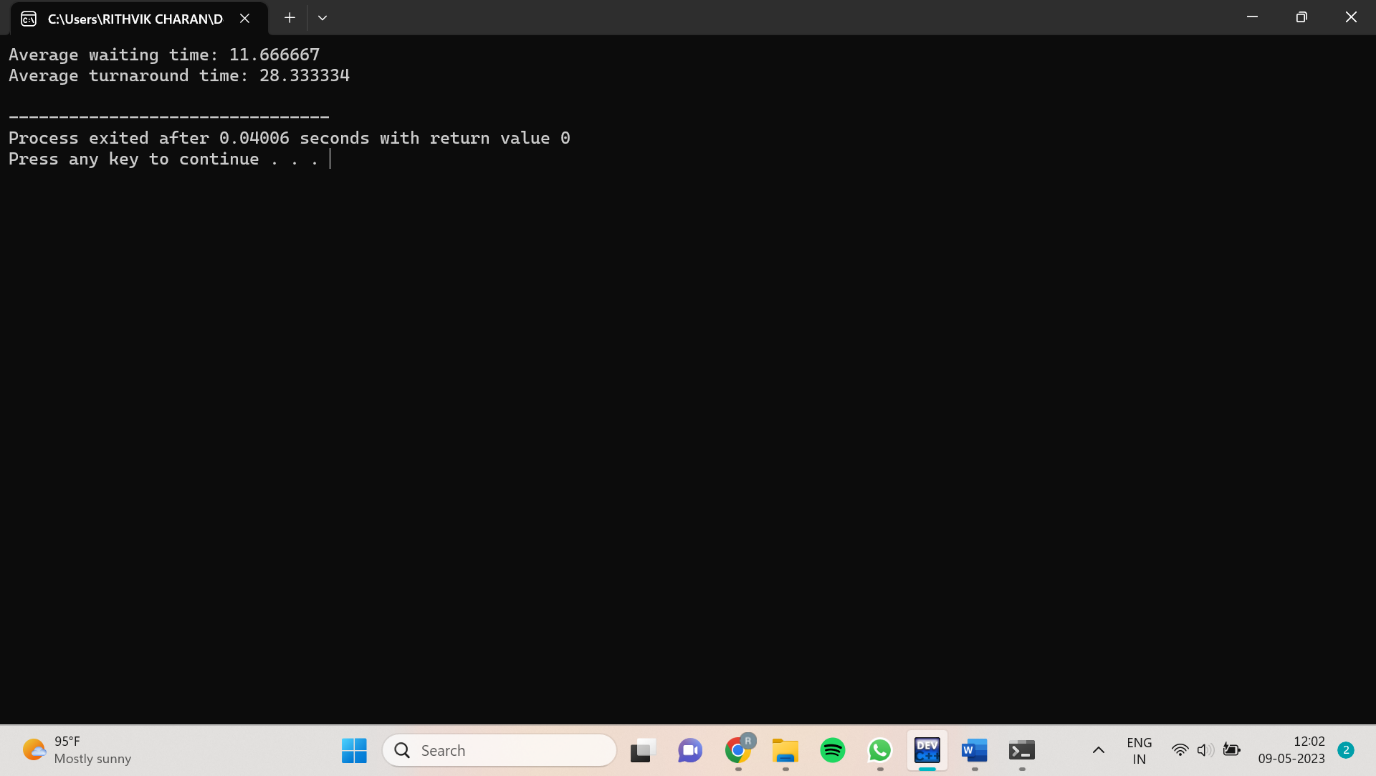 C:\Users\RITHVIK CHARAN\D
Average waiting time: 11.666667
Average turnaround time: 28.333334
--------------------------------
Process exited after 0.04006 seconds with return value 0
Press any key to continue . . .
95°F
Mostly sunny
Search
R
DEV
C++
W
ENG
IN
12:02
09-05-2023
2